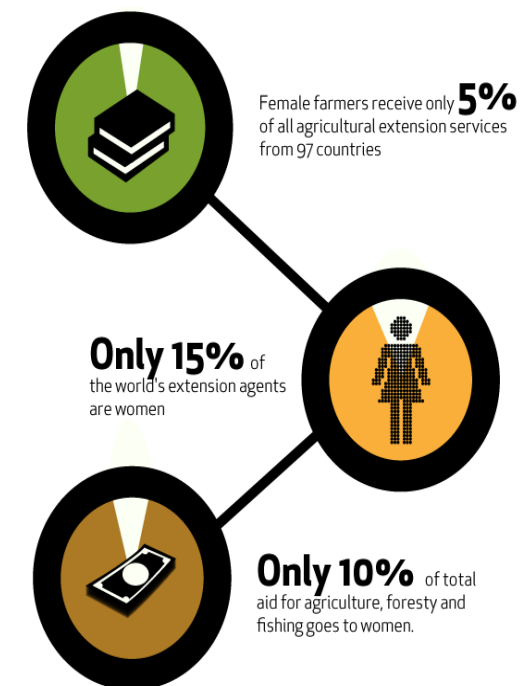 Female farmers receive only 5%
of all agricultural extension services
from 97 countries
Only 15% of
the world's extension agents
are women
Only 10% of total
aid for agriculture, foresty and
fishing goes to women.